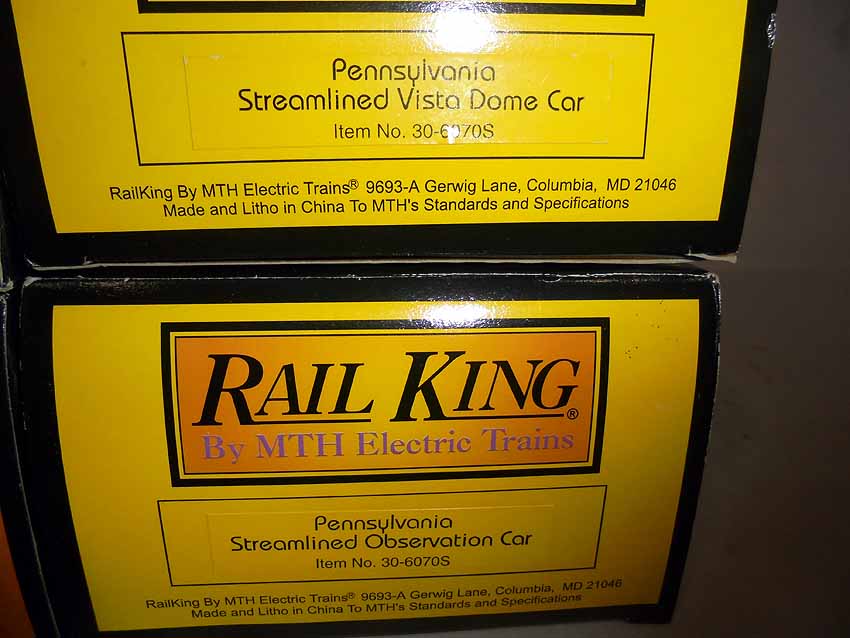 Pennsylvania
Streamlined Vista Dome Car
Item No. 30-6070S
RailKing By MTH Electric Trains® 9693-A Gerwig Lane, Columbia, MD 21046
Made and Litho in China To MTH's Standards and Specifications
RAIL KING®
By MTH Electric Trains
Pennsylvania
Streamlined Observation Car
Item No. 30-6070S
RailKing By MTH Electric Trains® 9693-A Gerwig Lane, Columbia, MD 21046
Made and Litho in China To MTH's Standards and Specifications